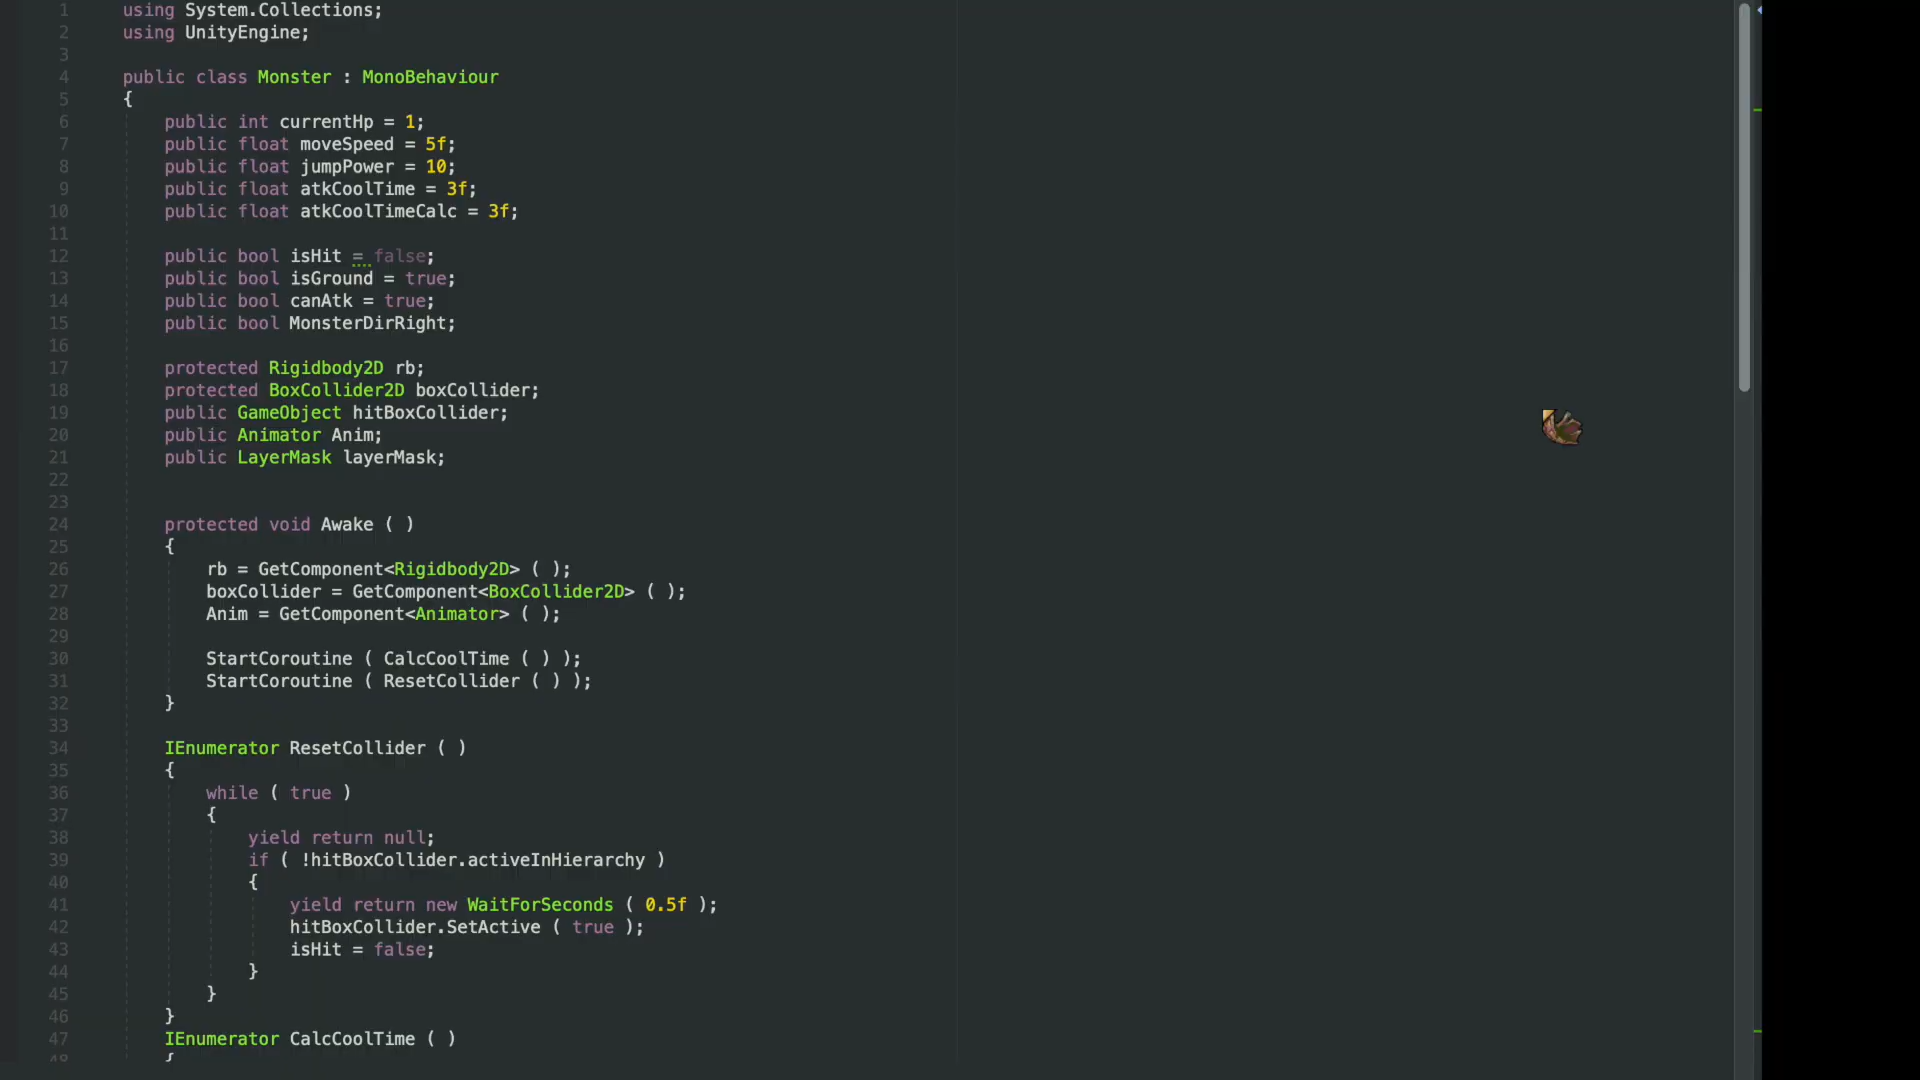 1 using System.Collections;
2 using UnityEngine;
3
4 public class Monster : MonoBehaviour
5 {
6 public int currentHp = 1;
7 public float moveSpeed = 5f;
8 public float jumpPower = 10;
9 public float atkCoolTime = 3f;
10 public float atkCoolTimeCalc = 3f;
11
12 public bool isHit = false;
13 public bool isGround = true;
14 public bool canAtk = true;
15 public bool MonsterDirRight;
16
17 protected Rigidbody2D rb;
18 protected BoxCollider2D boxCollider;
19 public GameObject hitBoxCollider;
20 public Animator Anim;
21 public LayerMask layerMask;
22
23
24 protected void Awake ( )
25 {
26 rb = GetComponent<Rigidbody2D> ( );
27 boxCollider = GetComponent<BoxCollider2D> ( );
28 Anim = GetComponent<Animator> ( );
29
30 StartCoroutine ( CalcCoolTime ( ) );
31 StartCoroutine ( ResetCollider ( ) );
32 }
33
34 IEnumerator ResetCollider ( )
35 {
36 while ( true )
37 {
38 yield return null;
39 if ( !hitBoxCollider.activeInHierarchy )
40 {
41 yield return new WaitForSeconds ( 0.5f );
42 hitBoxCollider.SetActive ( true );
43 isHit = false;
44 }
45 }
46 }
47 IEnumerator CalcCoolTime ( )
48 {